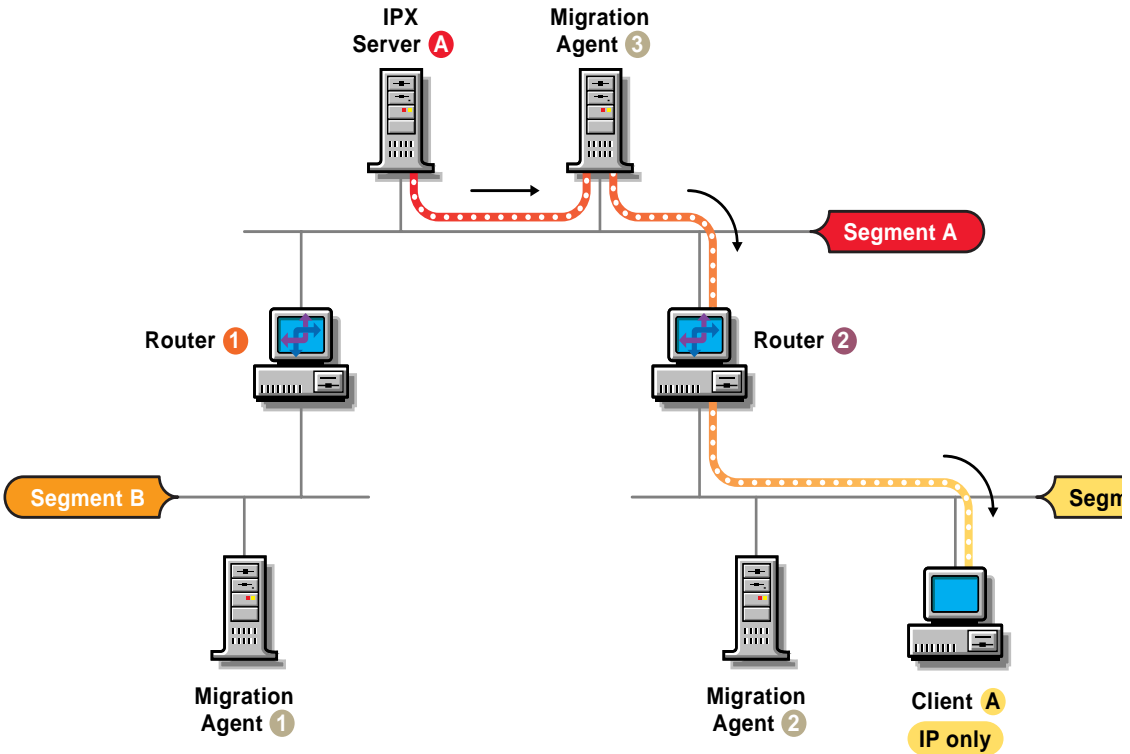 IPX
Server A
Migration
Agent 3
Segment A
Router 1
Router 2
Segment B
Segm
Migration
Agent 1
Migration
Agent 2
Client A
IP only